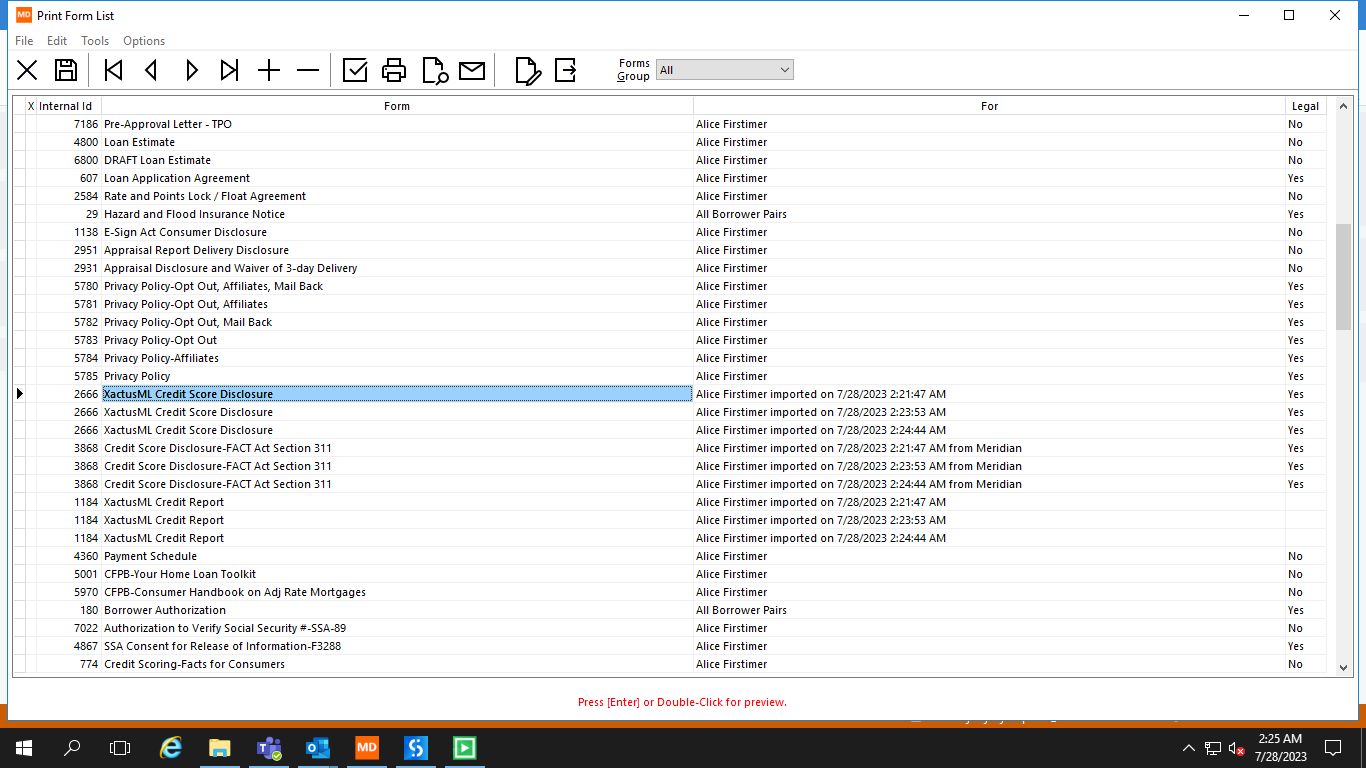 MD Print Form List
File Edit Tools Options
Forms Group All
X Internal Id Form For Legal
7186 Pre-Approval Letter - TPO Alice Firstimer No
4800 Loan Estimate Alice Firstimer No
6800 DRAFT Loan Estimate Alice Firstimer No
607 Loan Application Agreement Alice Firstimer Yes
2584 Rate and Points Lock / Float Agreement Alice Firstimer No
29 Hazard and Flood Insurance Notice All Borrower Pairs Yes
1138 E-Sign Act Consumer Disclosure Alice Firstimer No
2951 Appraisal Report Delivery Disclosure Alice Firstimer No
2931 Appraisal Disclosure and Waiver of 3-day Delivery Alice Firstimer No
5780 Privacy Policy-Opt Out, Affiliates, Mail Back Alice Firstimer Yes
5781 Privacy Policy-Opt Out, Affiliates Alice Firstimer Yes
5782 Privacy Policy-Opt Out, Mail Back Alice Firstimer Yes
5783 Privacy Policy-Opt Out Alice Firstimer Yes
5784 Privacy Policy-Affiliates Alice Firstimer Yes
5785 Privacy Policy Alice Firstimer Yes
2666 XactusML Credit Score Disclosure Alice Firstimer imported on 7/28/2023 2:21:47 AM Yes
2666 XactusML Credit Score Disclosure Alice Firstimer imported on 7/28/2023 2:23:53 AM Yes
2666 XactusML Credit Score Disclosure Alice Firstimer imported on 7/28/2023 2:24:44 AM Yes
3868 Credit Score Disclosure-FACT Act Section 311 Alice Firstimer imported on 7/28/2023 2:21:47 AM from Meridian Yes
3868 Credit Score Disclosure-FACT Act Section 311 Alice Firstimer imported on 7/28/2023 2:23:53 AM from Meridian Yes
3868 Credit Score Disclosure-FACT Act Section 311 Alice Firstimer imported on 7/28/2023 2:24:44 AM from Meridian Yes
1184 XactusML Credit Report Alice Firstimer imported on 7/28/2023 2:21:47 AM
1184 XactusML Credit Report Alice Firstimer imported on 7/28/2023 2:23:53 AM
1184 XactusML Credit Report Alice Firstimer imported on 7/28/2023 2:24:44 AM
4360 Payment Schedule Alice Firstimer No
5001 CFPB-Your Home Loan Toolkit Alice Firstimer No
5970 CFPB-Consumer Handbook on Adj Rate Mortgages Alice Firstimer No
180 Borrower Authorization All Borrower Pairs Yes
7022 Authorization to Verify Social Security #-SSA-89 Alice Firstimer No
4867 SSA Consent for Release of Information-F3288 Alice Firstimer Yes
774 Credit Scoring-Facts for Consumers Alice Firstimer No
Press [Enter] or Double-Click for preview.
MD
2:25 AM
7/28/2023